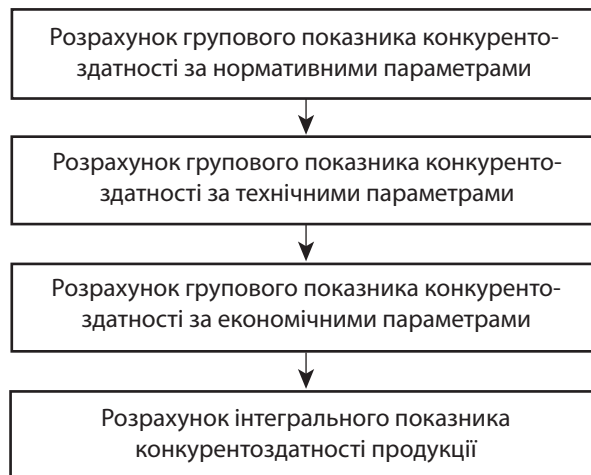 Розрахунок групового показника конкуренто-
здатності за нормативними параметрами
Розрахунок групового показника конкуренто-
здатності за технічними параметрами
Розрахунок групового показника конкуренто-
здатності за економічними параметрами
Розрахунок інтегрального показника
конкурентоздатності продукції